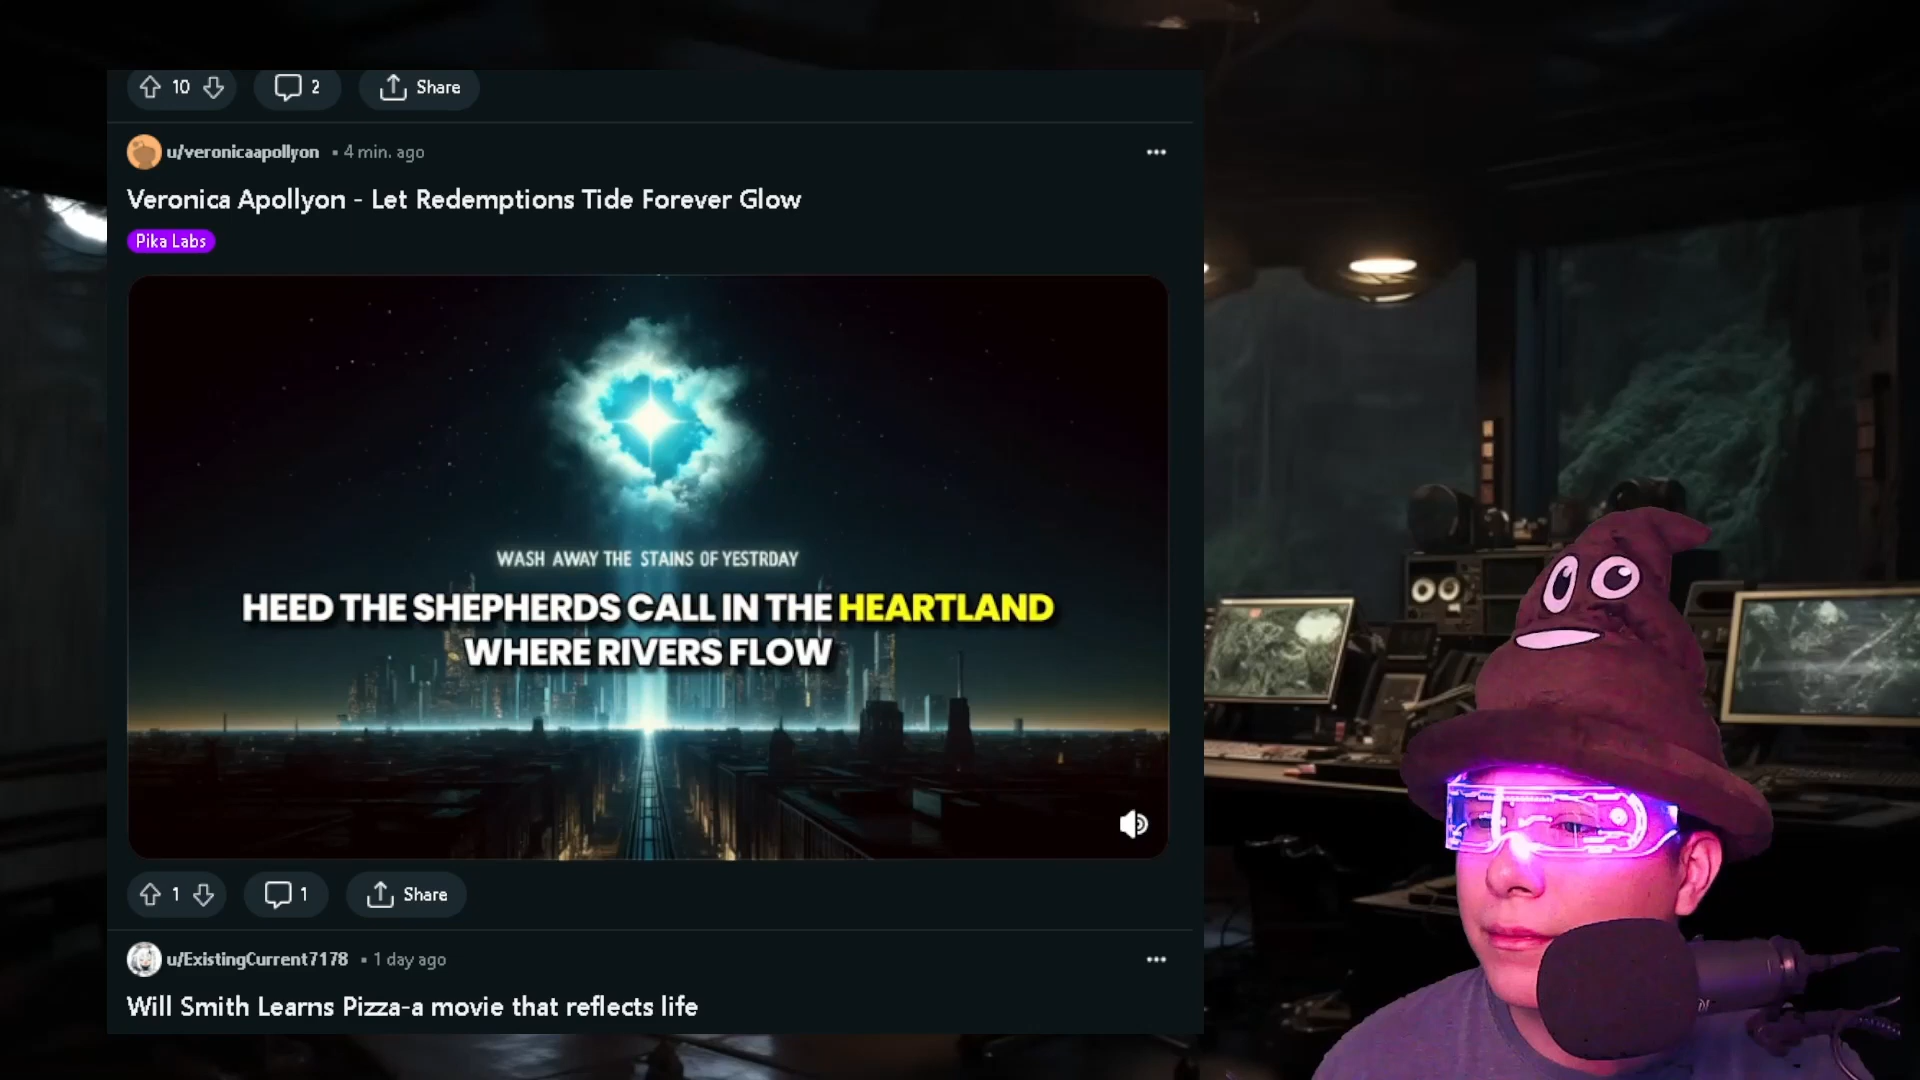 10
2
Share
u/veronicaapollyon • 4 min. ago
Veronica Apollyon - Let Redemptions Tide Forever Glow
Pika Labs
WASH AWAY THE STAINS OF YESTRDAY
HEED THE SHEPHERDS CALL IN THE HEARTLAND
WHERE RIVERS FLOW
1
1
Share
u/ExistingCurrent7178 • 1 day ago
Will Smith Learns Pizza-a movie that reflects life